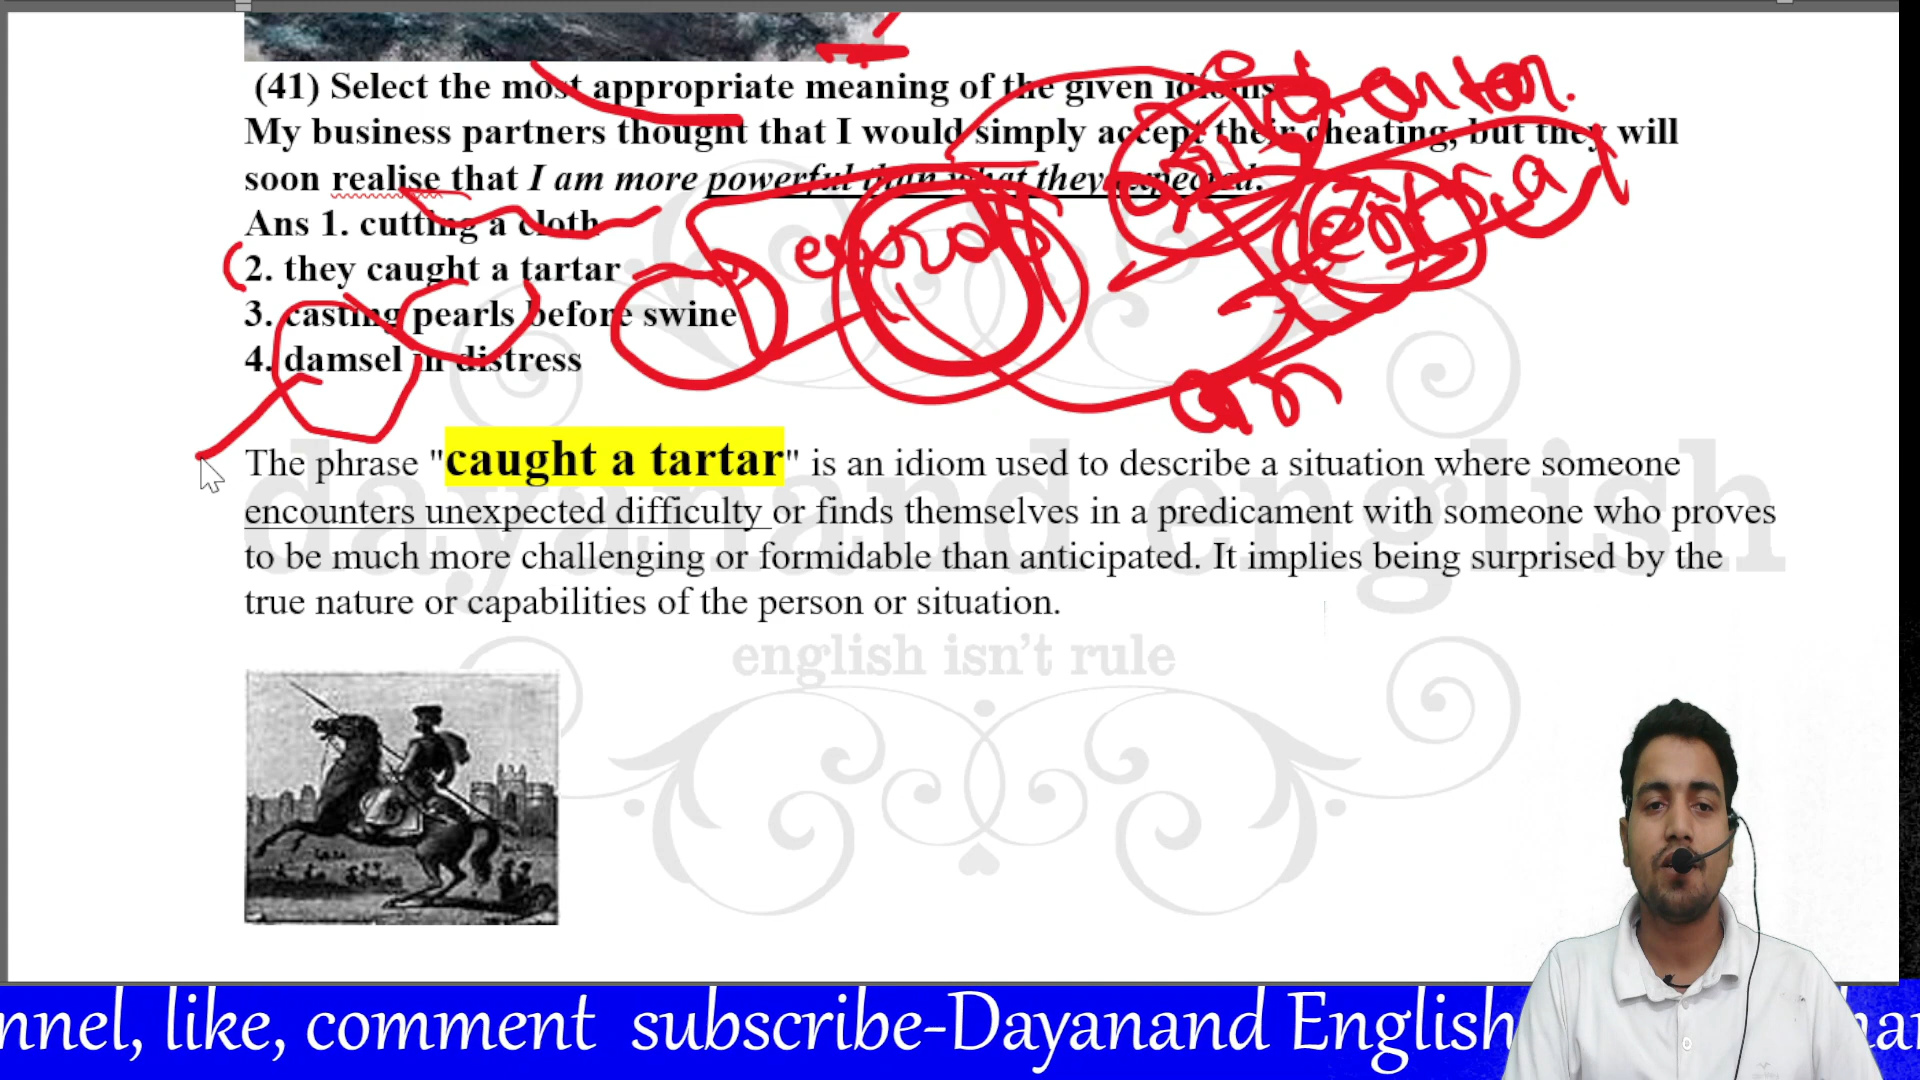 (41) Select the most appropriate meaning of the given idioms
My business partners thought that I would simply accept their cheating, but they will
soon realise that I am more powerful than what they expected.
Ans 1. cutting a cloth
2. they caught a tartar
3. casting pearls before swine
4. damsel in distress
The phrase "caught a tartar" is an idiom used to describe a situation where someone
encounters unexpected difficulty or finds themselves in a predicament with someone who proves
to be much more challenging or formidable than anticipated. It implies being surprised by the
true nature or capabilities of the person or situation.
dayanand english
english isn't rule
nnel, like, comment subscribe-Dayanand English